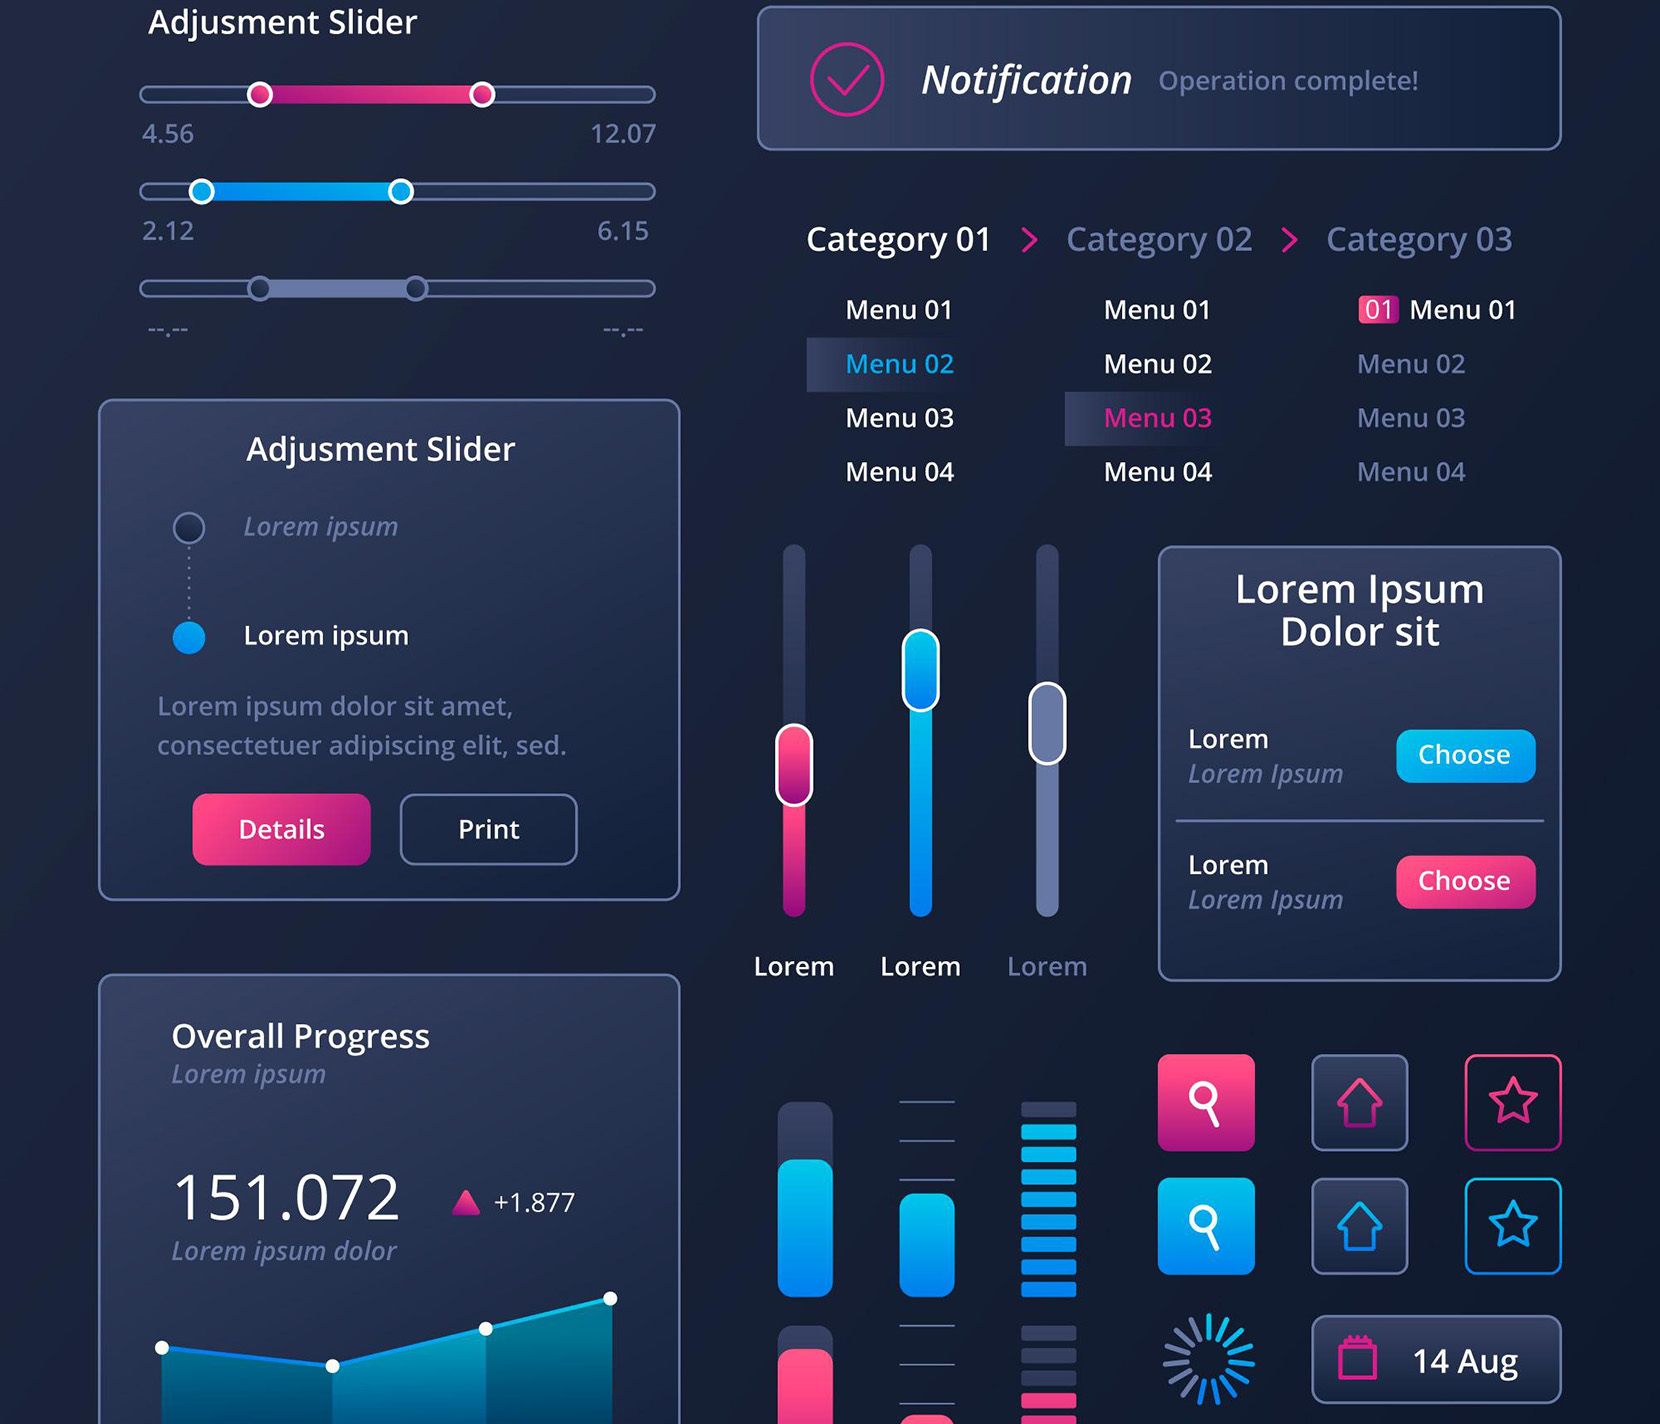 Adjusment Slider
4.56 12.07
2.12 6.15
--.-- --.--
Adjusment Slider
Lorem ipsum
Lorem ipsum
Lorem ipsum dolor sit amet,
consectetuer adipiscing elit, sed.
Details Print
Overall Progress
Lorem ipsum
151.072 +1.877
Lorem ipsum dolor
Notification Operation complete!
Category 01 Category 02 Category 03
Menu 01 Menu 01 01 Menu 01
Menu 02 Menu 02 Menu 02
Menu 03 Menu 03 Menu 03
Menu 04 Menu 04 Menu 04
Lorem Lorem Lorem
Lorem Ipsum
Dolor sit
Lorem
Lorem Ipsum
Choose
Lorem
Lorem Ipsum
Choose
14 Aug